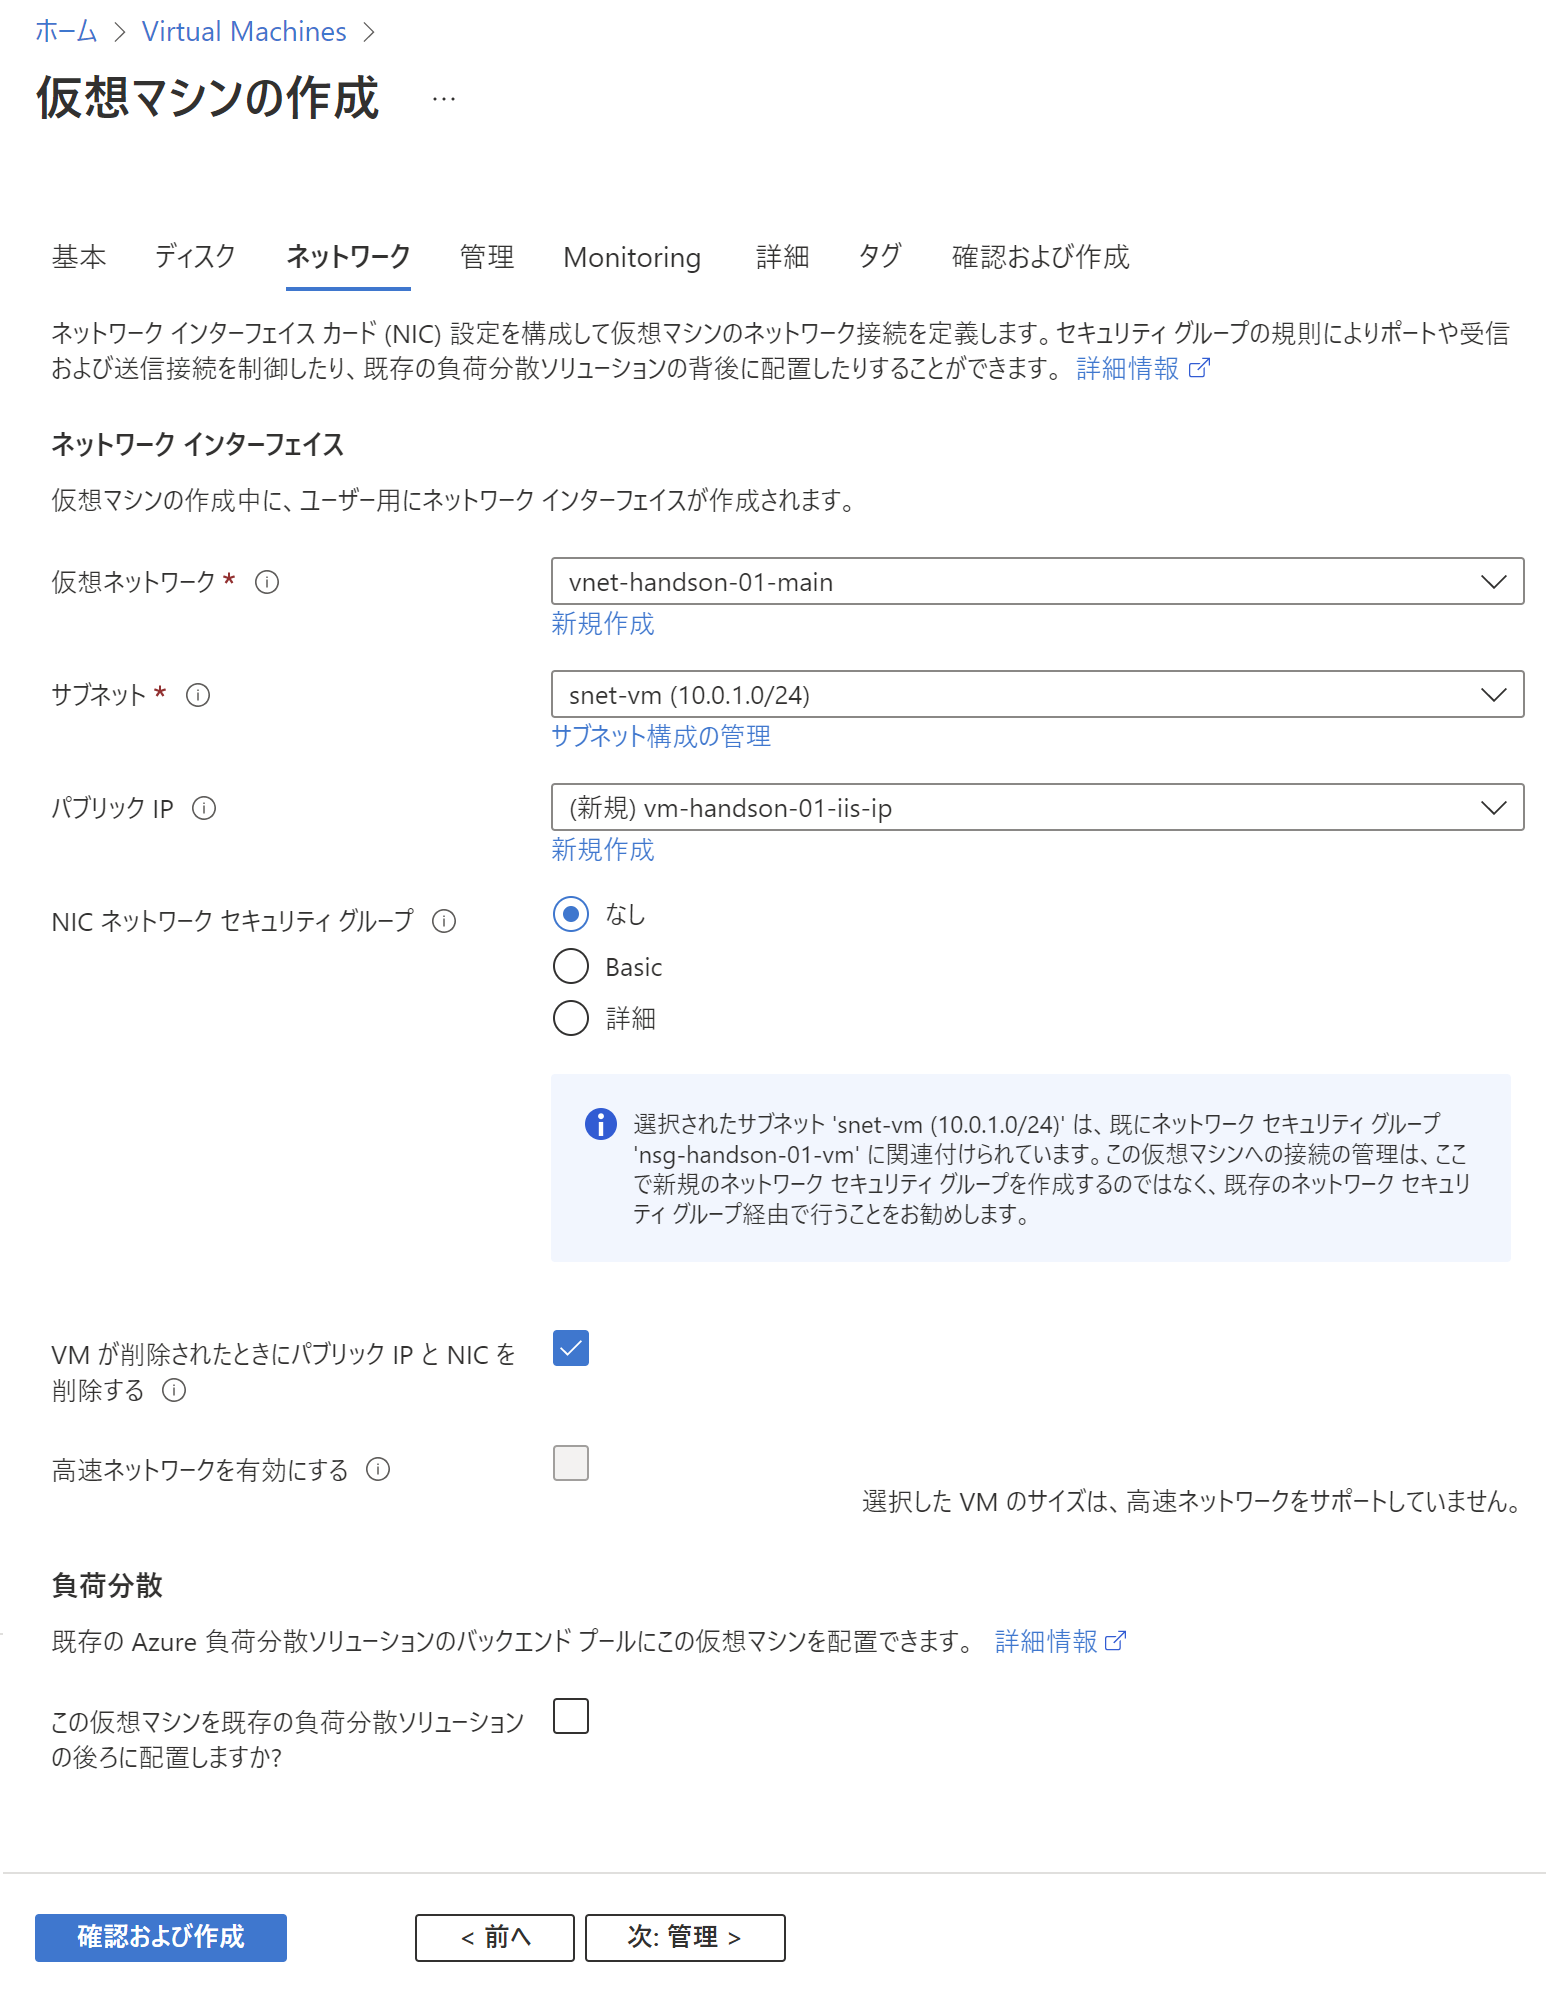 ホーム > Virtual Machines >
仮想マシンの作成 …
基本 ディスク ネットワーク 管理 Monitoring 詳細 タグ 確認および作成
ネットワーク インターフェイス カード (NIC) 設定を構成して仮想マシンのネットワーク接続を定義します。セキュリティ グループの規則によりポートや受信
および送信接続を制御したり、既存の負荷分散ソリューションの背後に配置したりすることができます。 詳細情報
ネットワーク インターフェイス
仮想マシンの作成中に、ユーザー用にネットワーク インターフェイスが作成されます。
仮想ネットワーク * vnet-handson-01-main
新規作成
サブネット * snet-vm (10.0.1.0/24)
サブネット構成の管理
パブリック IP (新規) vm-handson-01-iis-ip
新規作成
NIC ネットワーク セキュリティ グループ なし
Basic
詳細
選択されたサブネット 'snet-vm (10.0.1.0/24)' は、既にネットワーク セキュリティ グループ
'nsg-handson-01-vm' に関連付けられています。この仮想マシンへの接続の管理は、ここ
で新規のネットワーク セキュリティ グループを作成するのではなく、既存のネットワーク セキュリ
ティ グループ経由で行うことをお勧めします。
VM が削除されたときにパブリック IP と NIC を
削除する
高速ネットワークを有効にする
選択した VM のサイズは、高速ネットワークをサポートしていません。
負荷分散
既存の Azure 負荷分散ソリューションのバックエンド プールにこの仮想マシンを配置できます。 詳細情報
この仮想マシンを既存の負荷分散ソリューション
の後ろに配置しますか?
確認および作成 < 前へ 次: 管理 >